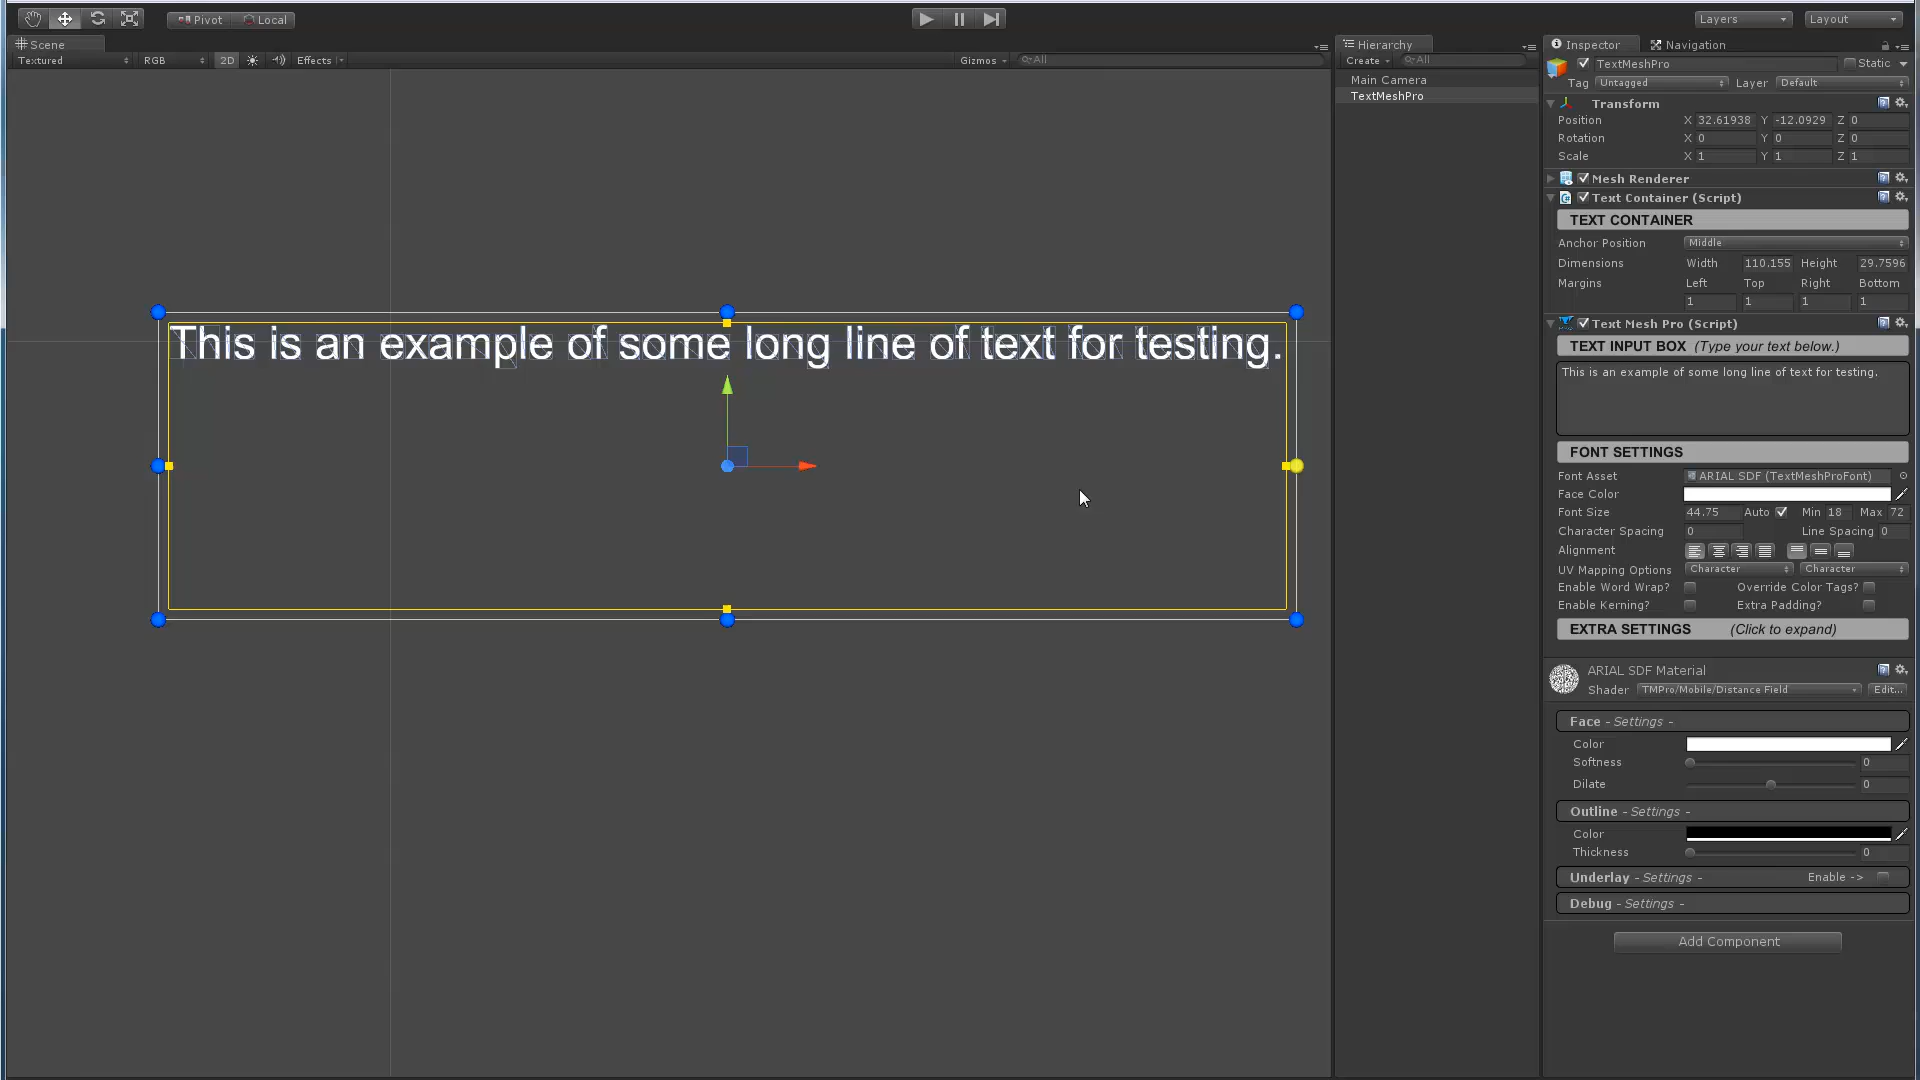 Pivot Local Layers Layout
Scene
Textured RGB 2D Effects Gizmos All
Hierarchy
Create All
Main Camera
TextMeshPro
This is an example of some long line of text for testing.
Inspector Navigation
TextMeshPro Static
Tag Untagged Layer Default
Transform
Position X 32.61938 Y -12.0929 Z 0
Rotation X 0 Y 0 Z 0
Scale X 1 Y 1 Z 1
Mesh Renderer
Text Container (Script)
TEXT CONTAINER
Anchor Position Middle
Dimensions Width 110.155 Height 29.7596
Margins Left Top Right Bottom
1 1 1 1
Text Mesh Pro (Script)
TEXT INPUT BOX (Type your text below.)
This is an example of some long line of text for testing.
FONT SETTINGS
Font Asset ARIAL SDF (TextMeshProFont)
Face Color
Font Size 44.75 Auto Min 18 Max 72
Character Spacing 0 Line Spacing 0
Alignment
UV Mapping Options Character Character
Enable Word Wrap? Override Color Tags?
Enable Kerning? Extra Padding?
EXTRA SETTINGS (Click to expand)
ARIAL SDF Material
Shader TMPro/Mobile/Distance Field Edit...
Face - Settings -
Color
Softness 0
Dilate 0
Outline - Settings -
Color
Thickness 0
Underlay - Settings - Enable ->
Debug - Settings -
Add Component